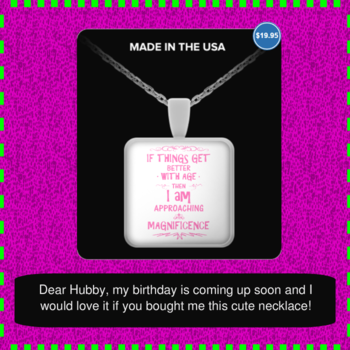 $19.95
MADE IN THE USA
IF THINGS GET
BETTER
WITH AGE
THEN
I AM
APPROACHING
MAGNIFICENCE
Dear Hubby, my birthday is coming up soon and I
would love it if you bought me this cute necklace!